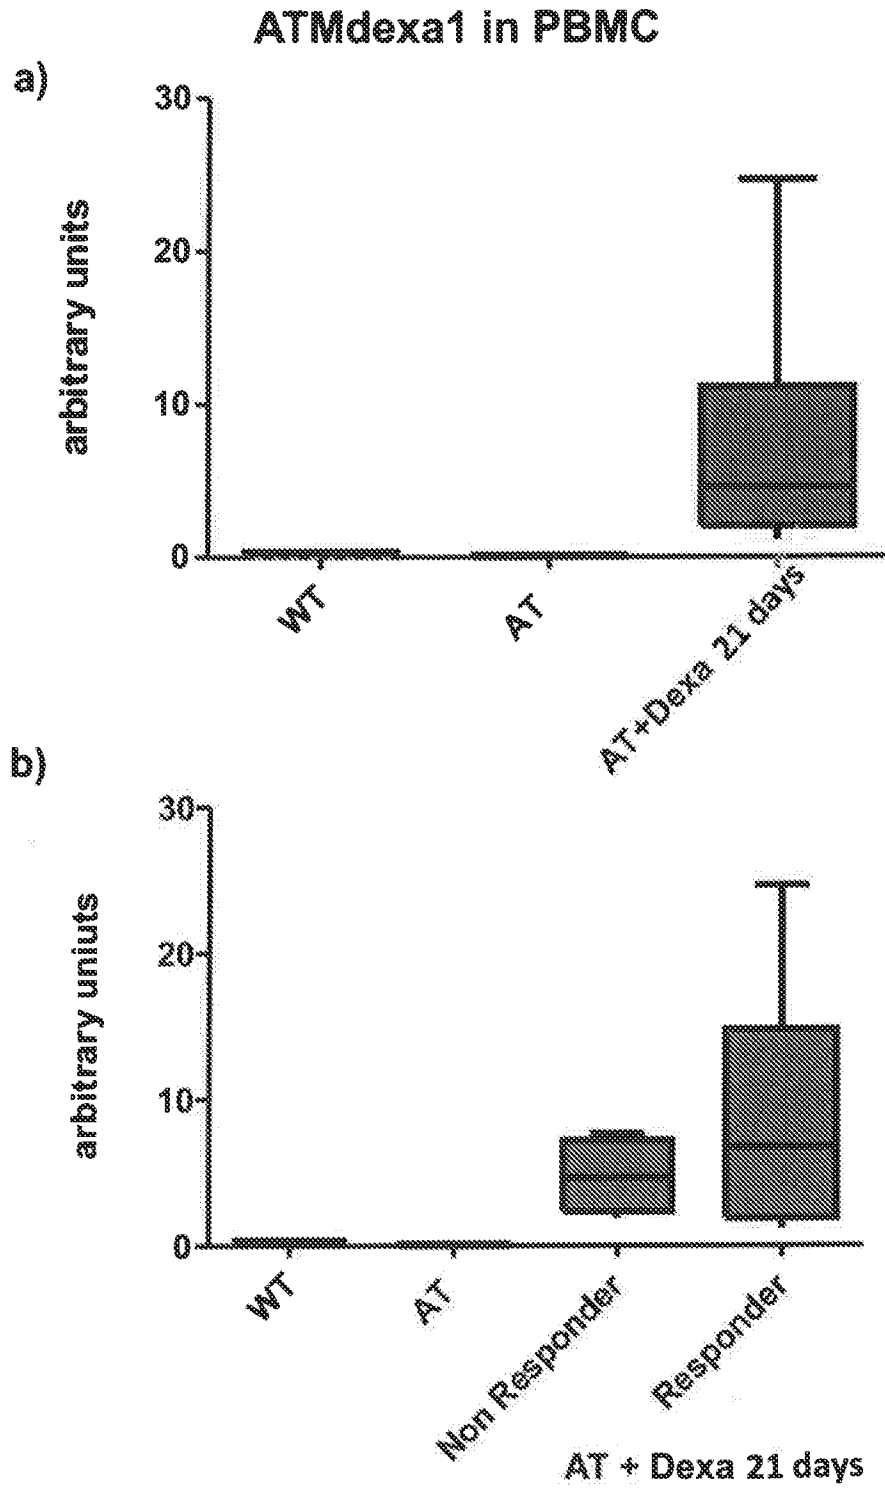 ATMdexa1 in PBMC
a)
30
20
10
0
arbitrary units
WT
AT
AT+Dexa 21 days
b)
30
20
10
0
arbitrary uniuts
WT
AT
Non Responder
Responder
AT + Dexa 21 days